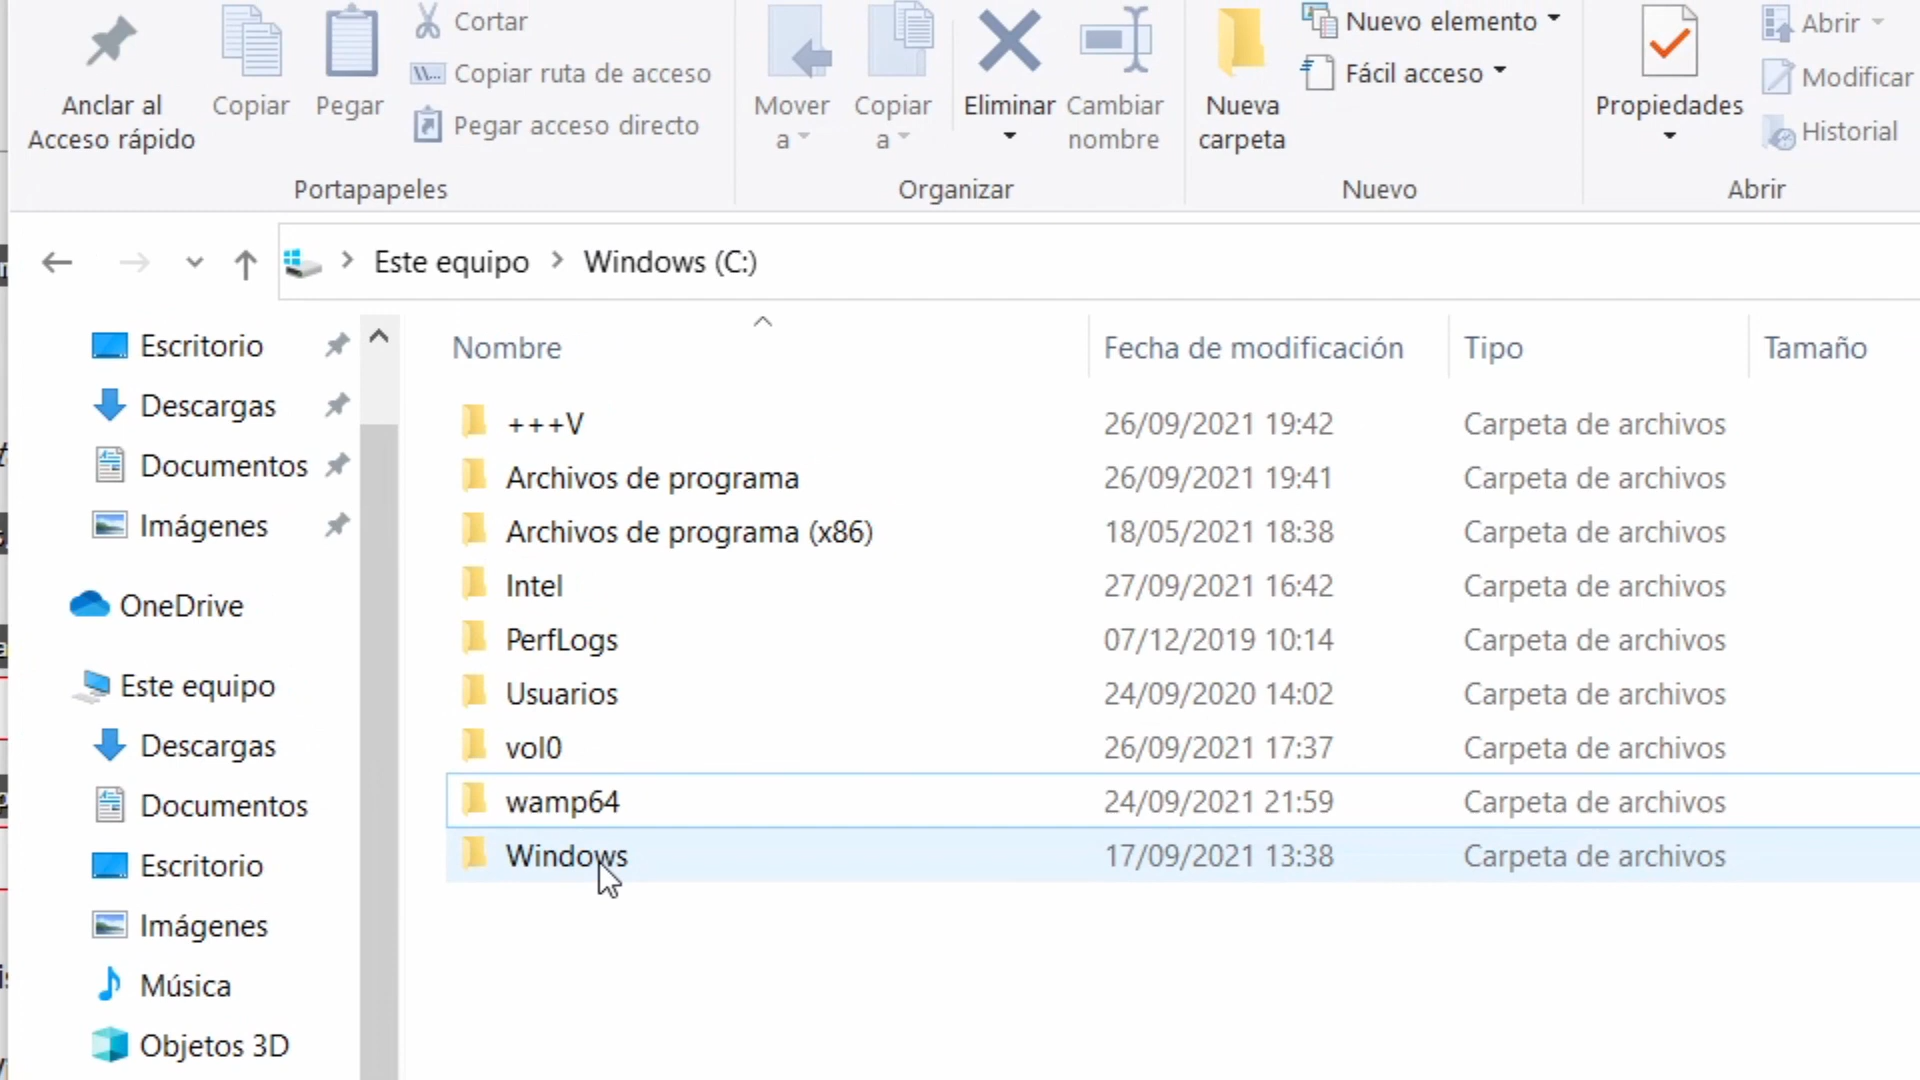 Anclar al
Acceso rápido
Copiar
Pegar
Cortar
Copiar ruta de acceso
Pegar acceso directo
Portapapeles
Mover
a
Copiar
a
Eliminar
Cambiar
nombre
Organizar
Nueva
carpeta
Nuevo elemento
Fácil acceso
Nuevo
Propiedades
Abrir
Modificar
Historial
Abrir
Este equipo > Windows (C:)
Escritorio
Descargas
Documentos
Imágenes
OneDrive
Este equipo
Descargas
Documentos
Escritorio
Imágenes
Música
Objetos 3D
Nombre Fecha de modificación Tipo Tamaño
+++V 26/09/2021 19:42 Carpeta de archivos
Archivos de programa 26/09/2021 19:41 Carpeta de archivos
Archivos de programa (x86) 18/05/2021 18:38 Carpeta de archivos
Intel 27/09/2021 16:42 Carpeta de archivos
PerfLogs 07/12/2019 10:14 Carpeta de archivos
Usuarios 24/09/2020 14:02 Carpeta de archivos
vol0 26/09/2021 17:37 Carpeta de archivos
wamp64 24/09/2021 21:59 Carpeta de archivos
Windows 17/09/2021 13:38 Carpeta de archivos